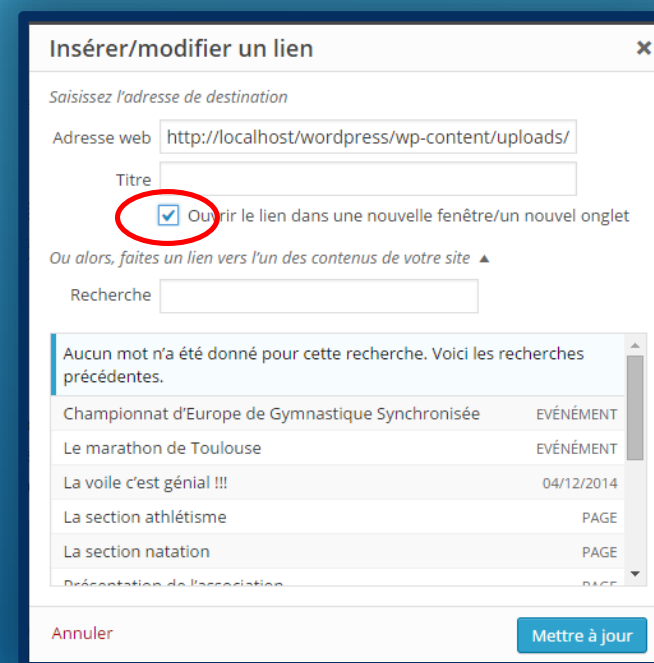 Insérer/modifier un lien
Saisissez l'adresse de destination
Adresse web http://localhost/wordpress/wp-content/uploads/
Titre
Ouvrir le lien dans une nouvelle fenêtre/un nouvel onglet
Ou alors, faites un lien vers l'un des contenus de votre site ▲
Recherche
Aucun mot n'a été donné pour cette recherche. Voici les recherches
précédentes.
Championnat d'Europe de Gymnastique Synchronisée EVÉNÉMENT
Le marathon de Toulouse EVÉNÉMENT
La voile c'est génial !!! 04/12/2014
La section athlétisme PAGE
La section natation PAGE
Présentation de l'association PAGE
Annuler Mettre à jour